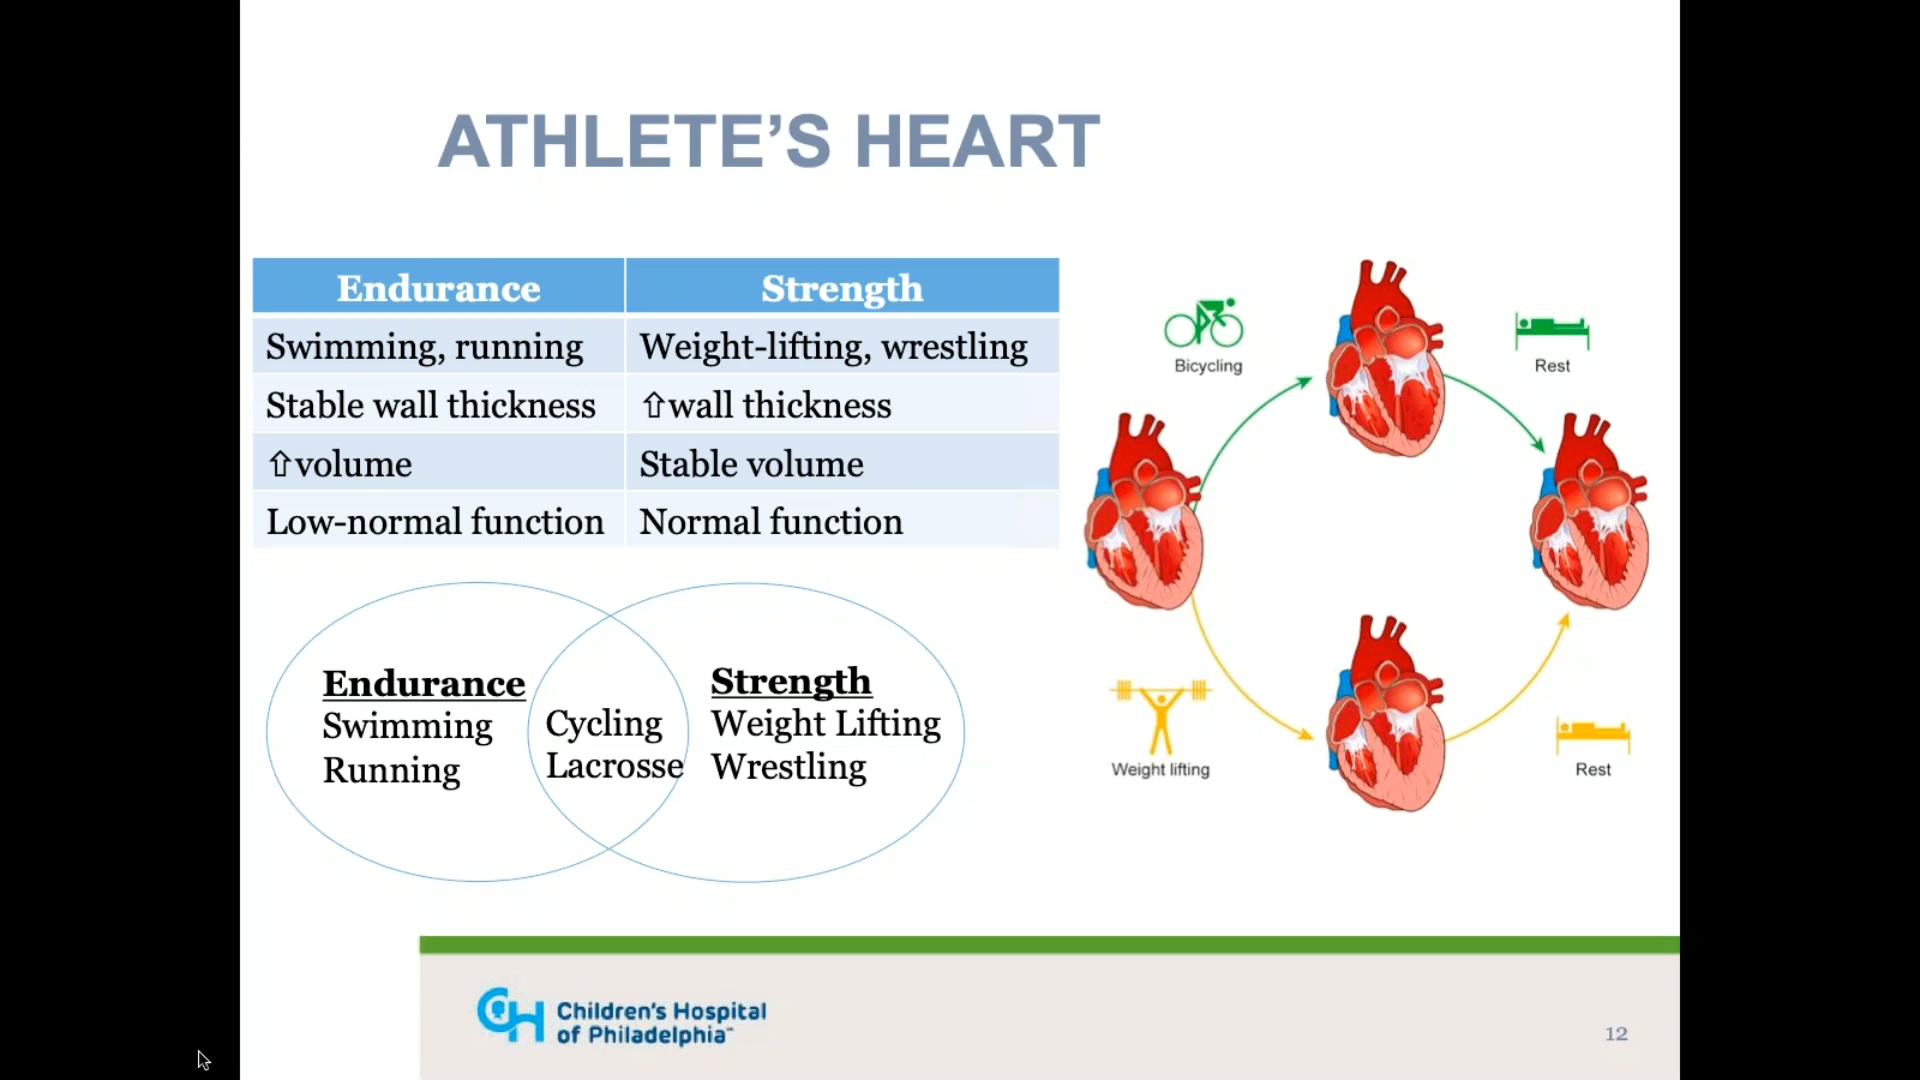 ATHLETE’S HEART
Endurance Strength
Swimming, running Weight-lifting, wrestling
Stable wall thickness ⇧wall thickness
⇧volume Stable volume
Low-normal function Normal function
Bicycling
Rest
Weight lifting
Rest
Endurance
Swimming
Running
Cycling
Lacrosse
Strength
Weight Lifting
Wrestling
CH
Children's Hospital
of Philadelphia™
12